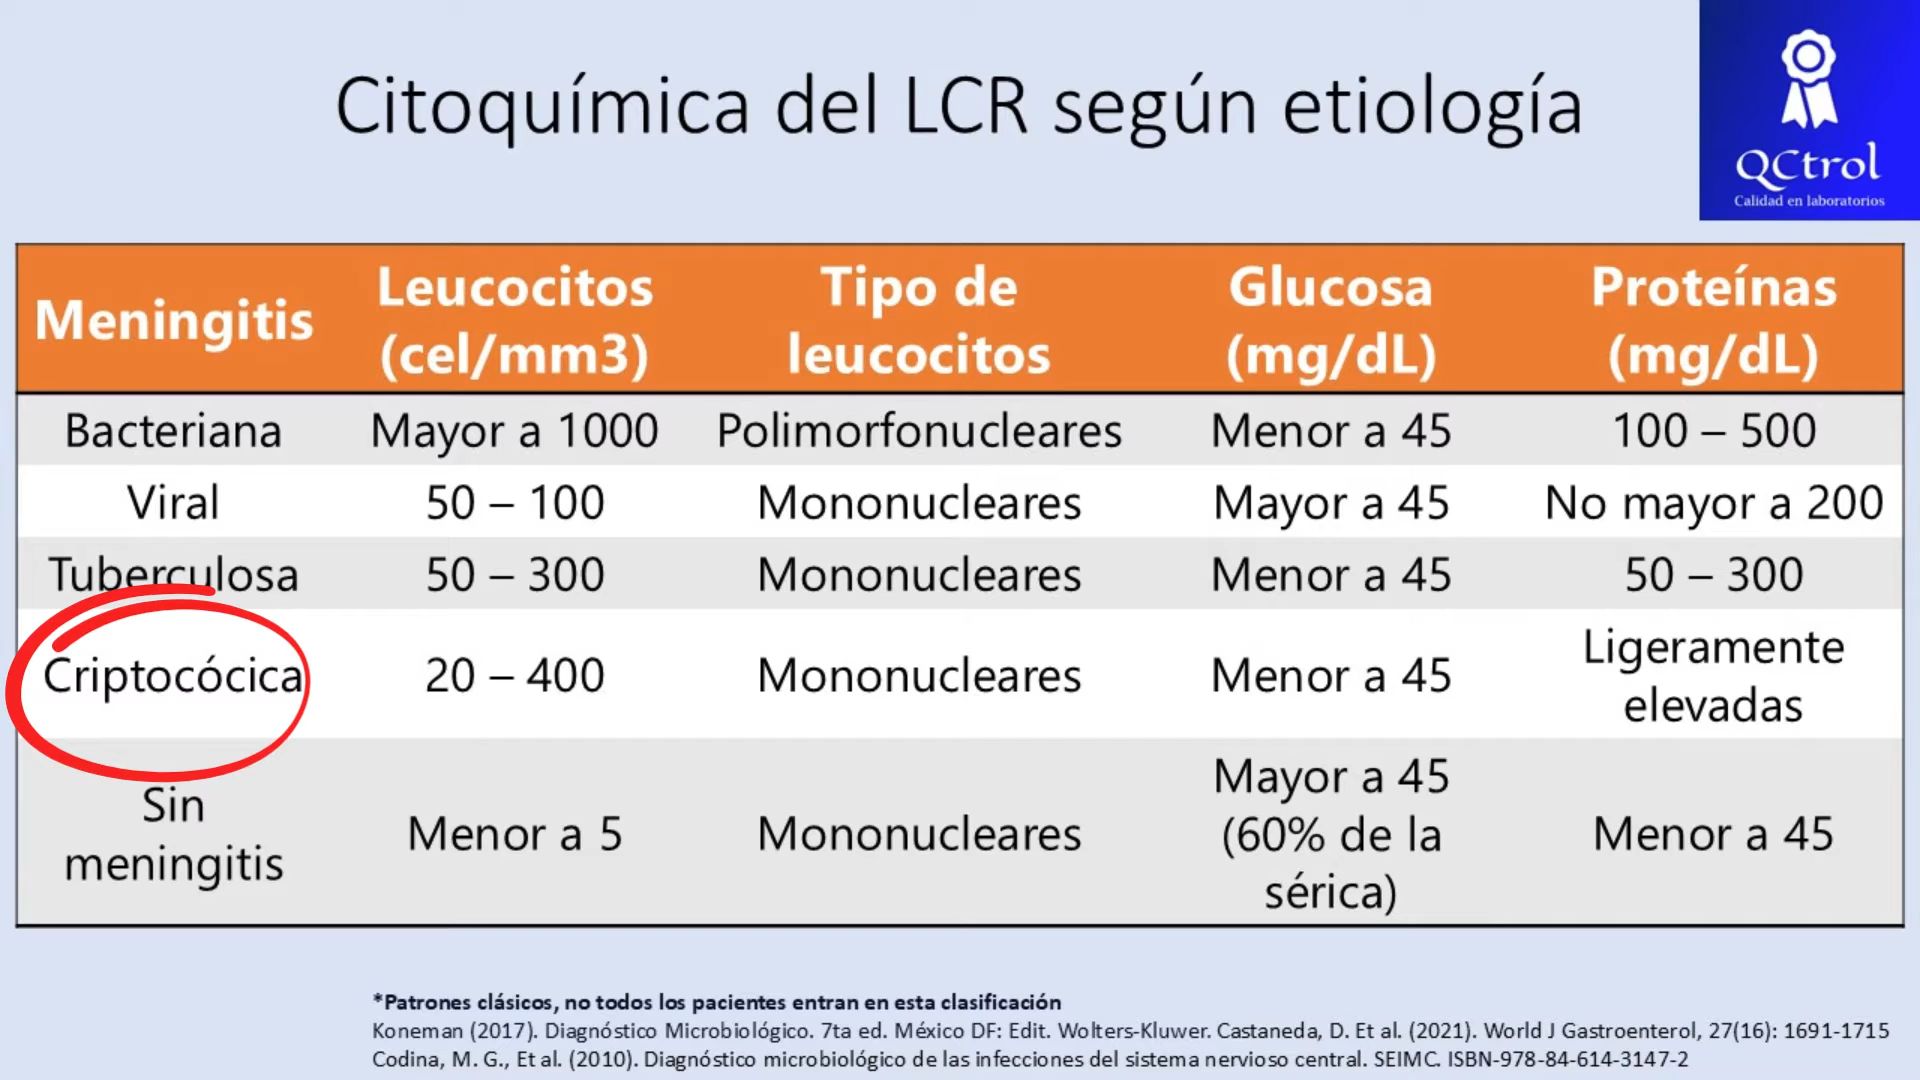 Citoquímica del LCR según etiología
QCtrol
Calidad en laboratorios
Meningitis
Leucocitos
(cel/mm3)
Tipo de
leucocitos
Glucosa
(mg/dL)
Proteínas
(mg/dL)
Bacteriana
Mayor a 1000
Polimorfonucleares
Menor a 45
100 – 500
Viral
50 – 100
Mononucleares
Mayor a 45
No mayor a 200
Tuberculosa
50 – 300
Mononucleares
Menor a 45
50 – 300
Criptocócica
20 – 400
Mononucleares
Menor a 45
Ligeramente
elevadas
Sin
meningitis
Menor a 5
Mononucleares
Mayor a 45
(60% de la
sérica)
Menor a 45
*Patrones clásicos, no todos los pacientes entran en esta clasificación
Koneman (2017). Diagnóstico Microbiológico. 7ta ed. México DF: Edit. Wolters-Kluwer. Castaneda, D. Et al. (2021). World J Gastroenterol, 27(16): 1691-1715
Codina, M. G., Et al. (2010). Diagnóstico microbiológico de las infecciones del sistema nervioso central. SEIMC. ISBN-978-84-614-3147-2